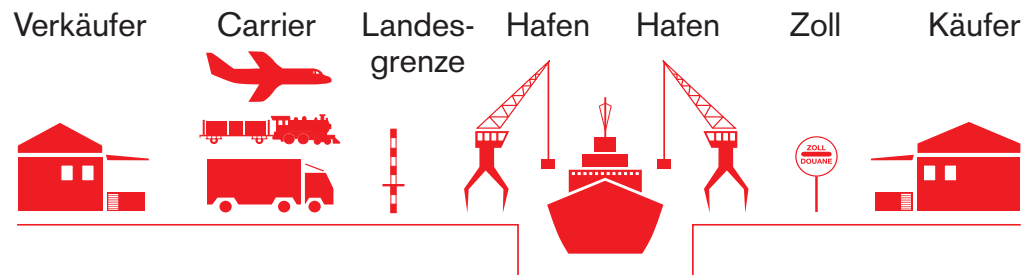 Verkäufer
Carrier
Landes-
grenze
Hafen
Hafen
Zoll
Käufer
ZOLL
DOUANE